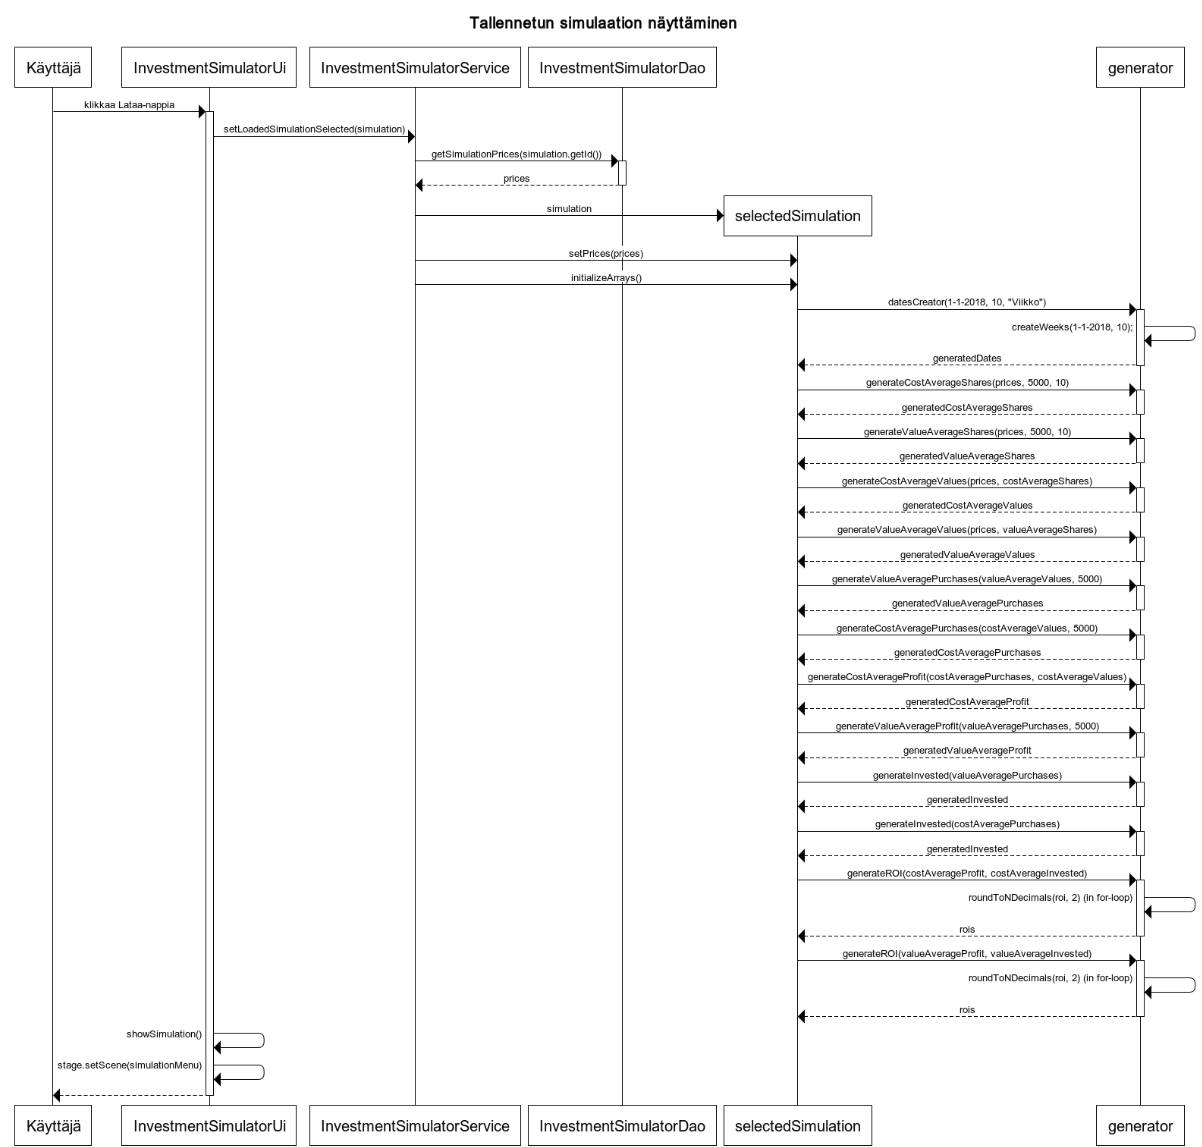 Tallennetun simulaation näyttäminen
Käyttäjä
InvestmentSimulatorUi
InvestmentSimulatorService
InvestmentSimulatorDao
generator
klikkaa Lataa-nappia
setLoadedSimulationSelected(simulation)
getSimulationPrices(simulation.getId())
prices
simulation
selectedSimulation
setPrices(prices)
initializeArrays()
datesCreator(1-1-2018, 10, "Viikko")
createWeeks(1-1-2018, 10);
generatedDates
generateCostAverageShares(prices, 5000, 10)
generatedCostAverageShares
generateValueAverageShares(prices, 5000, 10)
generatedValueAverageShares
generateCostAverageValues(prices, costAverageShares)
generatedCostAverageValues
generateValueAverageValues(prices, valueAverageShares)
generatedValueAverageValues
generateValueAveragePurchases(valueAverageValues, 5000)
generatedValueAveragePurchases
generateCostAveragePurchases(costAverageValues, 5000)
generatedCostAveragePurchases
generateCostAverageProfit(costAveragePurchases, costAverageValues)
generatedCostAverageProfit
generateValueAverageProfit(valueAveragePurchases, 5000)
generatedValueAverageProfit
generateInvested(valueAveragePurchases)
generatedInvested
generateInvested(costAveragePurchases)
generatedInvested
generateROI(costAverageProfit, costAverageInvested)
roundToNDecimals(roi, 2) (in for-loop)
rois
generateROI(valueAverageProfit, valueAverageInvested)
roundToNDecimals(roi, 2) (in for-loop)
rois
showSimulation()
stage.setScene(simulationMenu)
Käyttäjä
InvestmentSimulatorUi
InvestmentSimulatorService
InvestmentSimulatorDao
selectedSimulation
generator